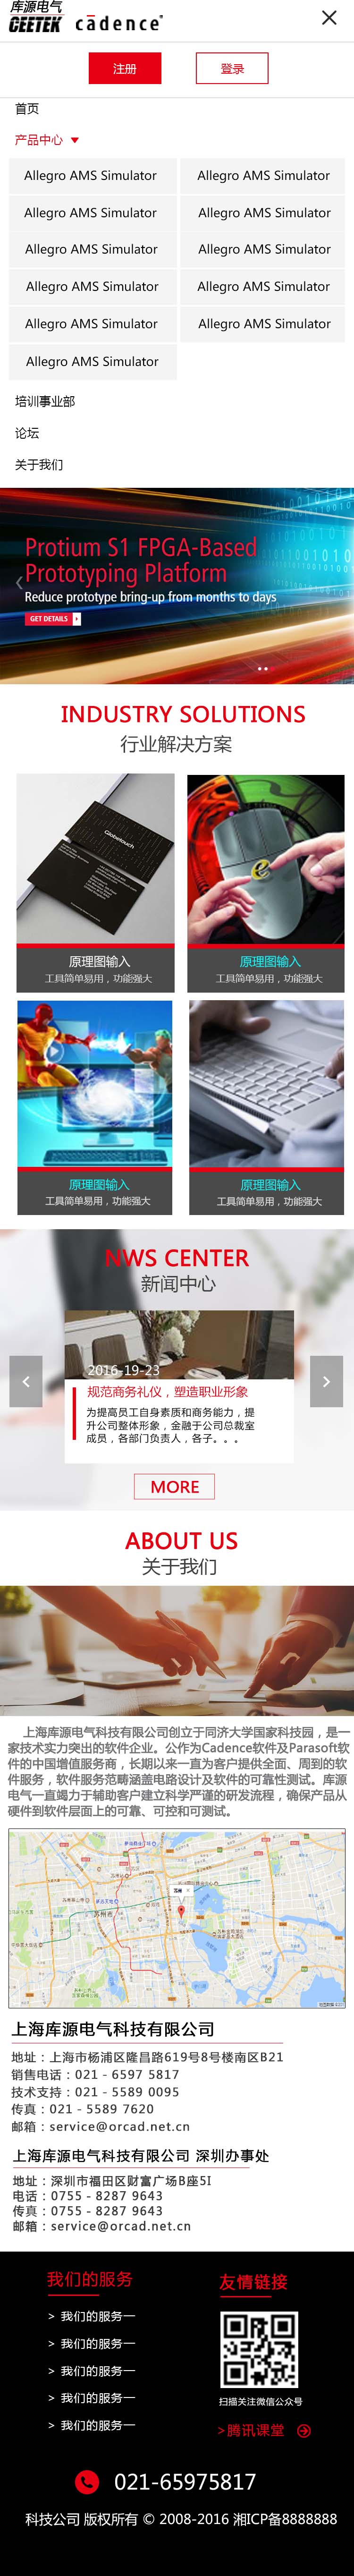 库源电气
CEETEK cadence
注册
登录
首页
产品中心
Allegro AMS Simulator
Allegro AMS Simulator
Allegro AMS Simulator
Allegro AMS Simulator
Allegro AMS Simulator
Allegro AMS Simulator
Allegro AMS Simulator
Allegro AMS Simulator
Allegro AMS Simulator
Allegro AMS Simulator
Allegro AMS Simulator
培训事业部
论坛
关于我们
Protium S1 FPGA-Based
Prototyping Platform
Reduce prototype bring-up from months to days
GET DETAILS
INDUSTRY SOLUTIONS
行业解决方案
Globetouch
原理图输入
工具简单易用，功能强大
原理图输入
工具简单易用，功能强大
原理图输入
工具简单易用，功能强大
原理图输入
工具简单易用，功能强大
NWS CENTER
新闻中心
2016-19-23
规范商务礼仪，塑造职业形象
为提高员工自身素质和商务能力，提
升公司整体形象，金融于公司总裁室
成员，各部门负责人，各子。。。
MORE
ABOUT US
关于我们
上海库源电气科技有限公司创立于同济大学国家科技园，是一
家技术实力突出的软件企业。公作为Cadence软件及Parasoft软
件的中国增值服务商，长期以来一直为客户提供全面、周到的软
件服务，软件服务范畴涵盖电路设计及软件的可靠性测试。库源
电气一直竭力于辅助客户建立科学严谨的研发流程，确保产品从
硬件到软件层面上的可靠、可控和可测试。
苏州市
上海库源电气科技有限公司
地址：上海市杨浦区隆昌路619号8号楼南区B21
销售电话：021 - 6597 5817
技术支持：021 - 5589 0095
传真：021 - 5589 7620
邮箱：service@orcad.net.cn
上海库源电气科技有限公司 深圳办事处
地址：深圳市福田区财富广场B座5I
电话：0755 - 8287 9643
传真：0755 - 8287 9643
邮箱：service@orcad.net.cn
我们的服务
> 我们的服务一
> 我们的服务一
> 我们的服务一
> 我们的服务一
> 我们的服务一
友情链接
扫描关注微信公众号
>腾讯课堂
021-65975817
科技公司 版权所有 © 2008-2016 湘ICP备8888888